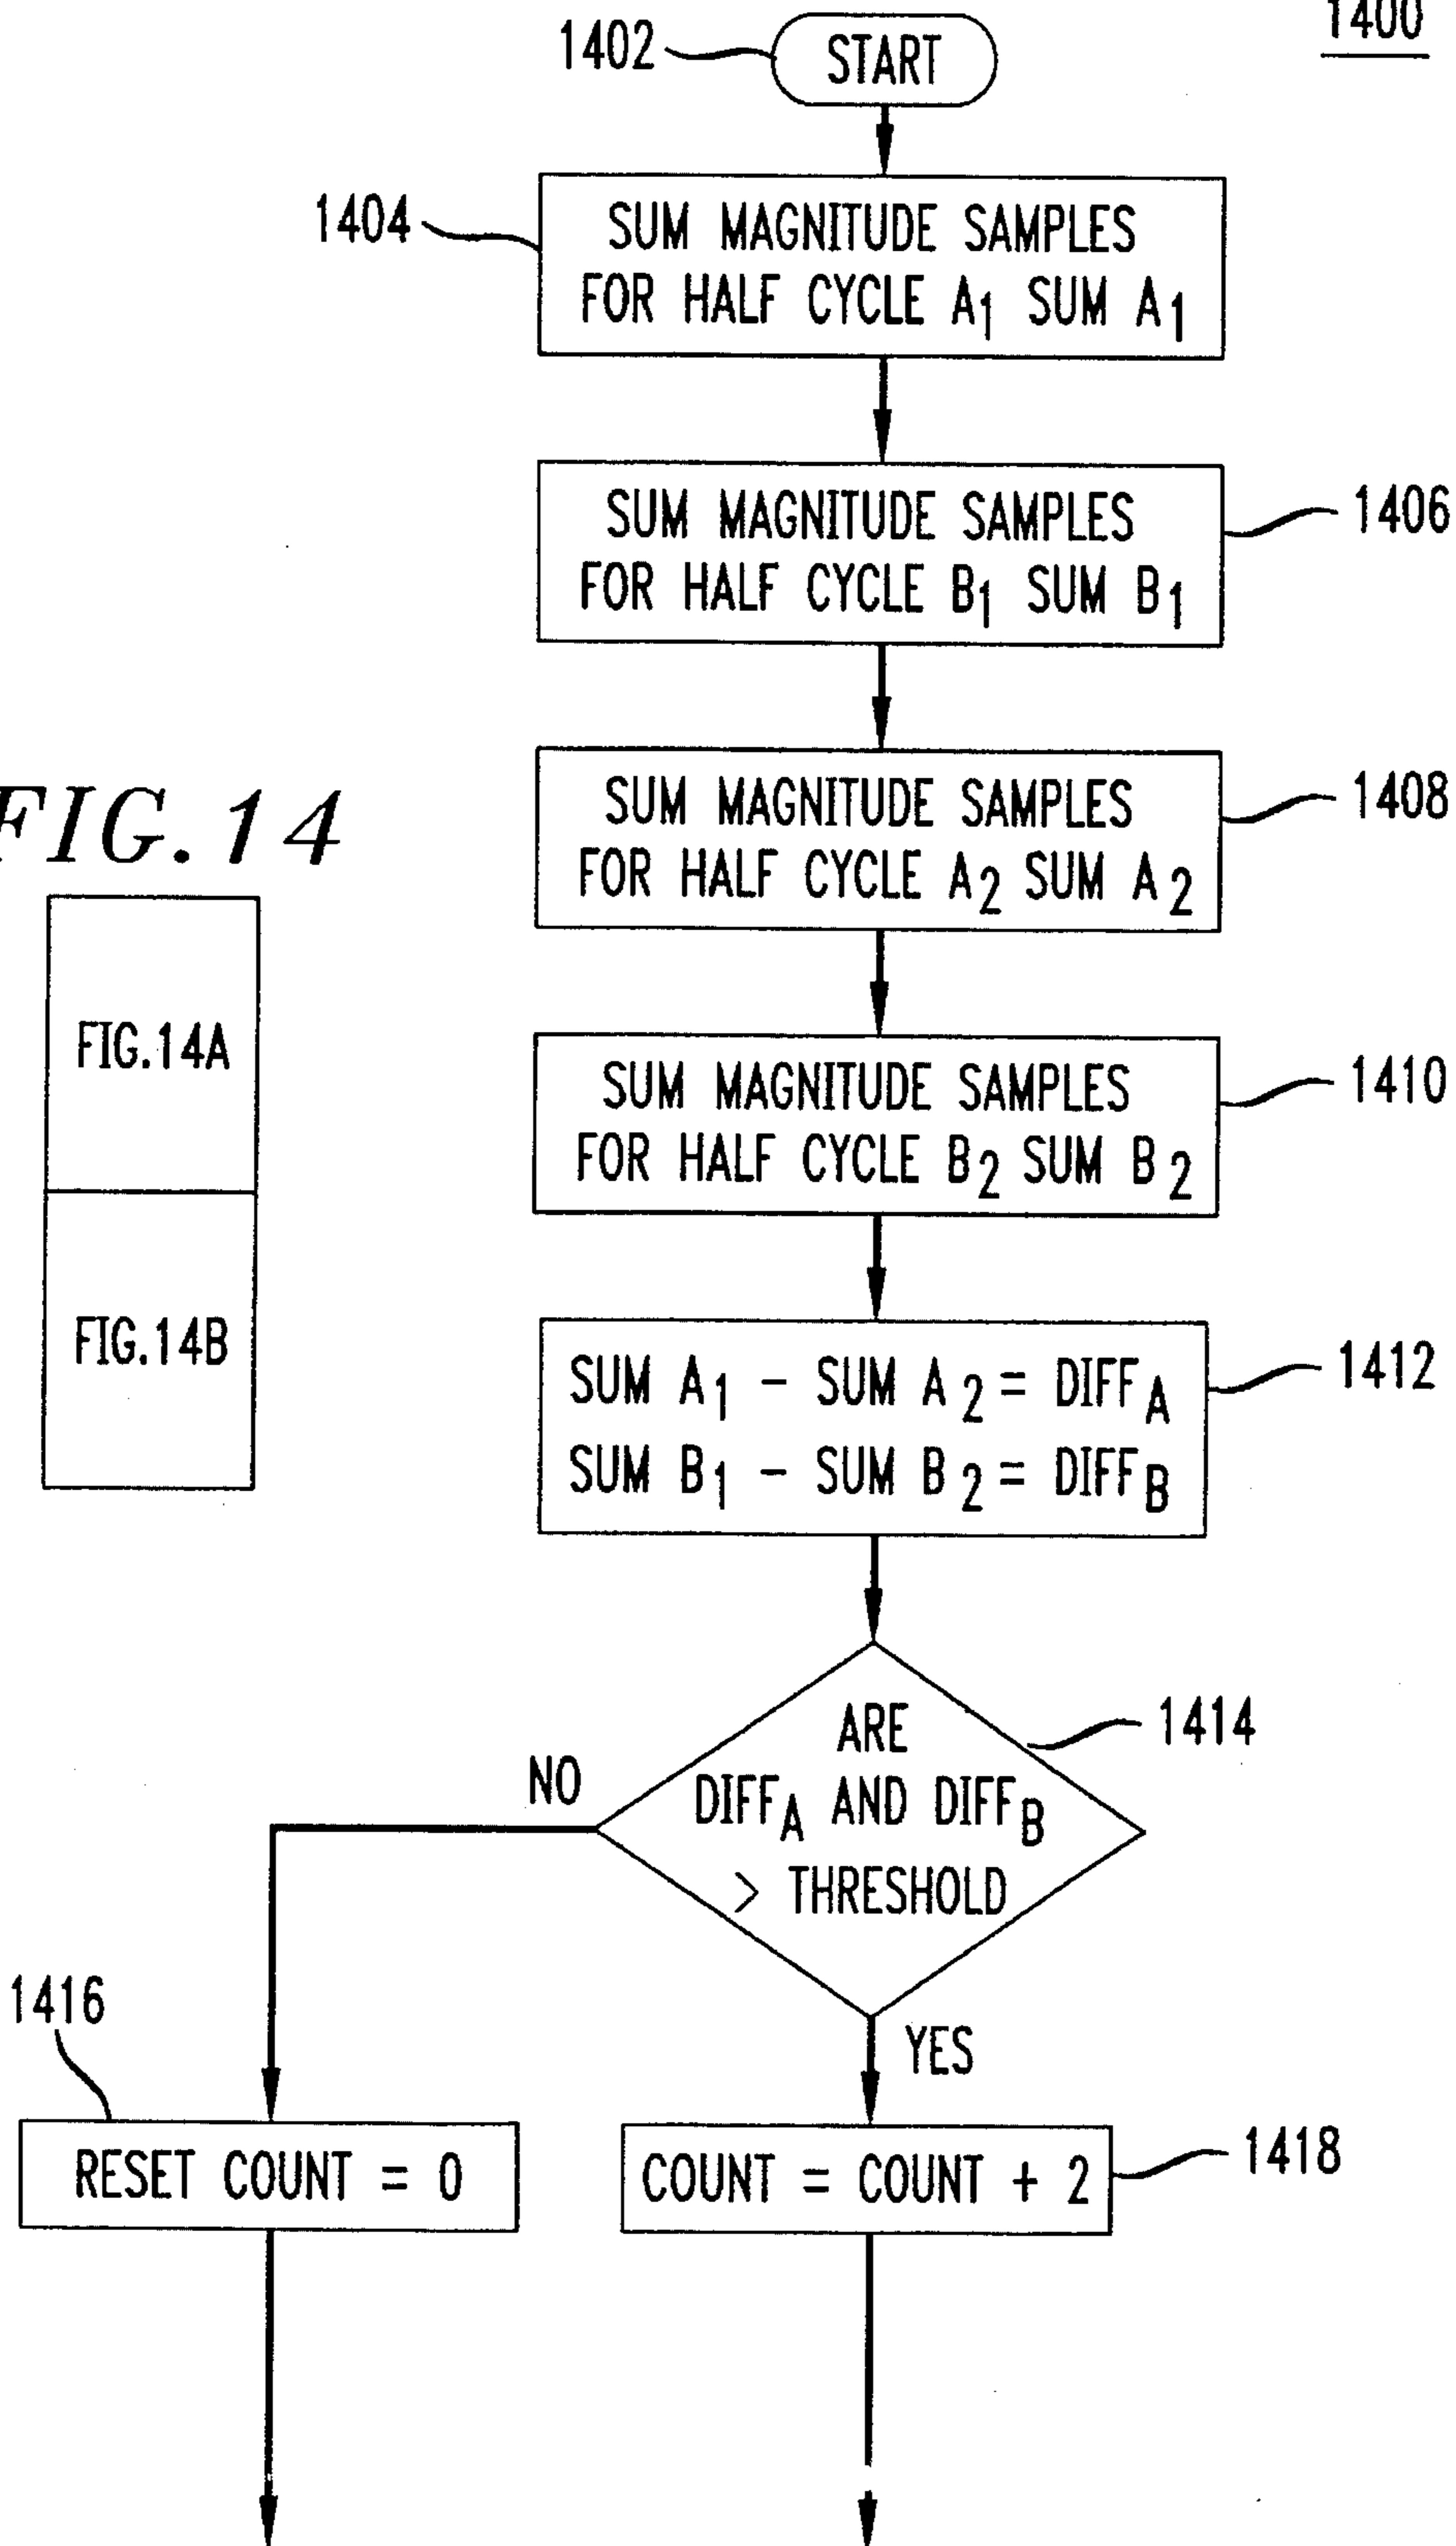 1400
1402
START
1404
SUM MAGNITUDE SAMPLES
FOR HALF CYCLE A1 SUM A1
1406
SUM MAGNITUDE SAMPLES
FOR HALF CYCLE B1 SUM B1
1408
SUM MAGNITUDE SAMPLES
FOR HALF CYCLE A2 SUM A2
FIG. 14
FIG.14A
FIG.14B
1410
SUM MAGNITUDE SAMPLES
FOR HALF CYCLE B2 SUM B2
1412
SUM A1 - SUM A2 = DIFFA
SUM B1 - SUM B2 = DIFFB
1414
ARE
DIFFA AND DIFFB
> THRESHOLD
NO
YES
1416
RESET COUNT = 0
1418
COUNT = COUNT + 2